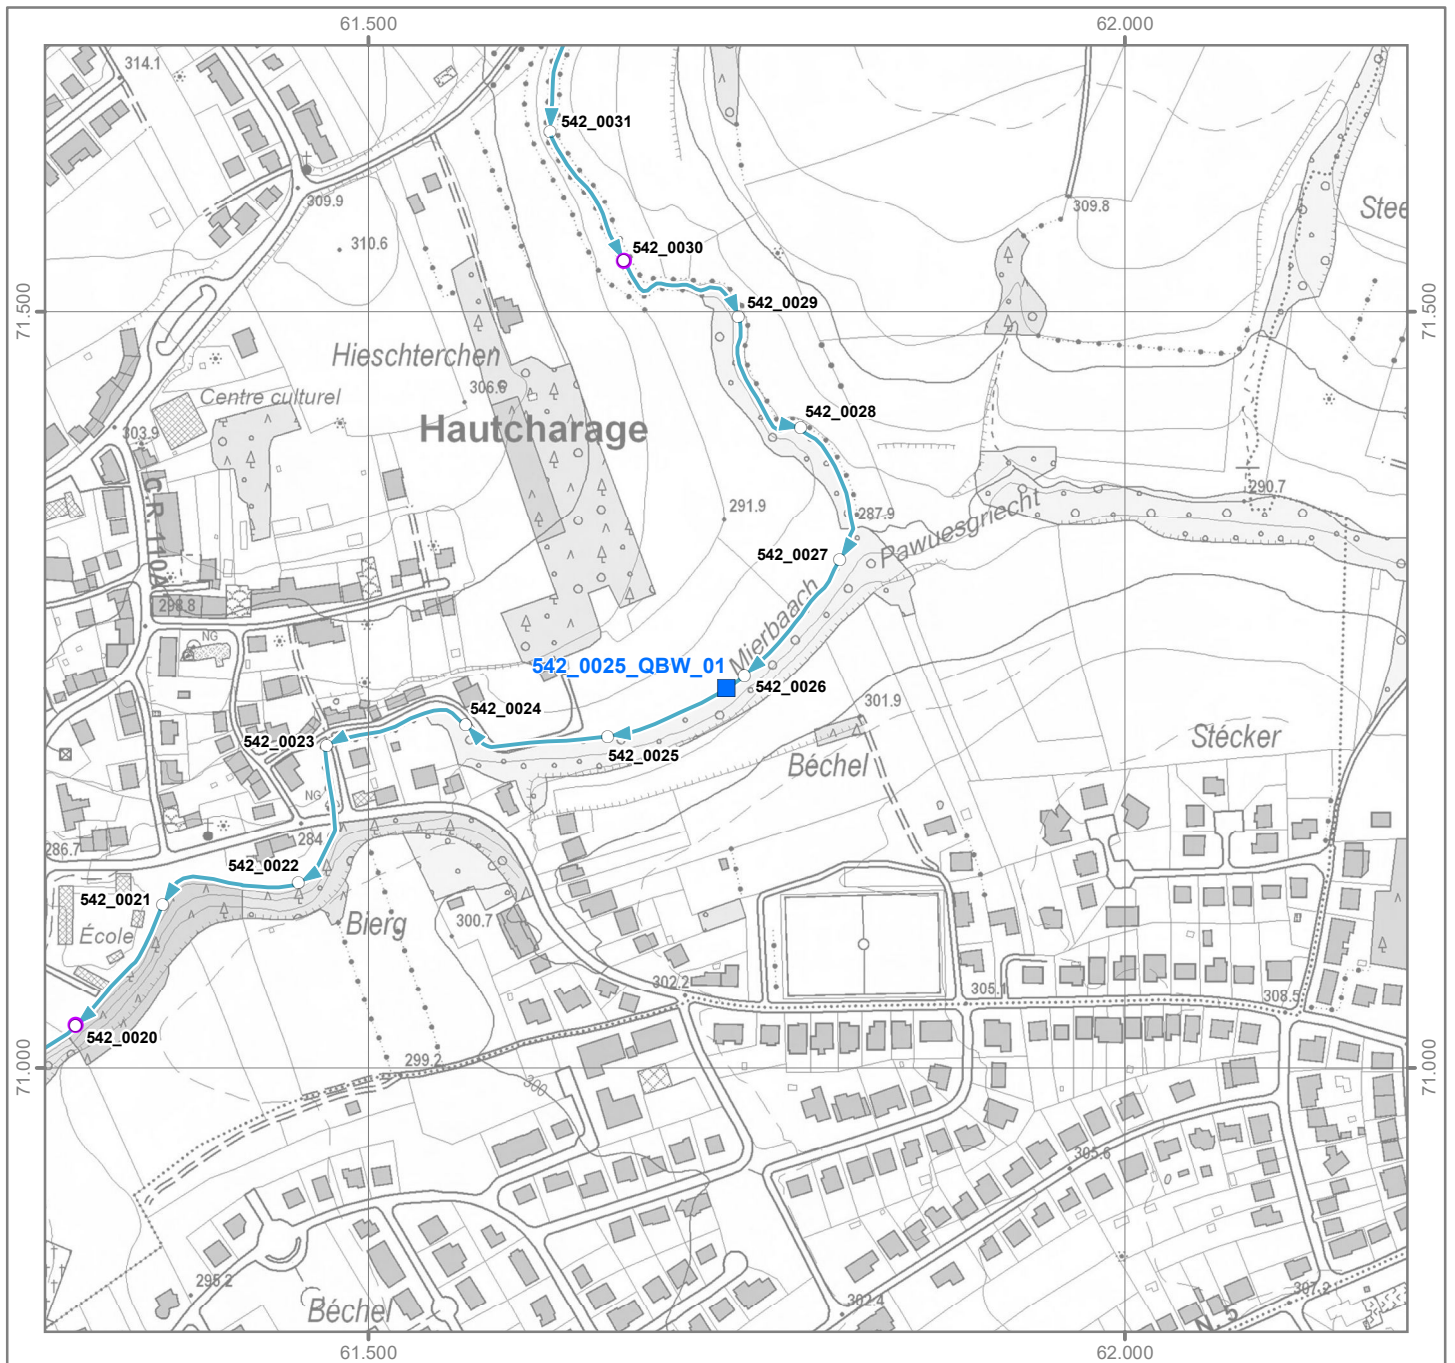 61.500
62.000
314.1
542_0031
309.9
309.8
Stee
310.6
542_0030
71.500
71.500
542_0029
Hieschterchen
306.6
Centre culturel
542_0028
303.9
Hautcharage
C.R. 110A
291.9
287.9
290.7
Pawuesgriecht
542_0027
298.8
Mierbaach
NG
542_0025_QBW_01
542_0026
301.9
542_0024
542_0023
542_0025
Stécker
Béchel
NG
284
286.7
542_0022
542_0021
École
Bierg
300.7
302.2
305.1
308.5
542_0020
299.2
300
71.000
71.000
305.6
295.2
Béchel
302.4
307.2
N. 5
61.500
62.000